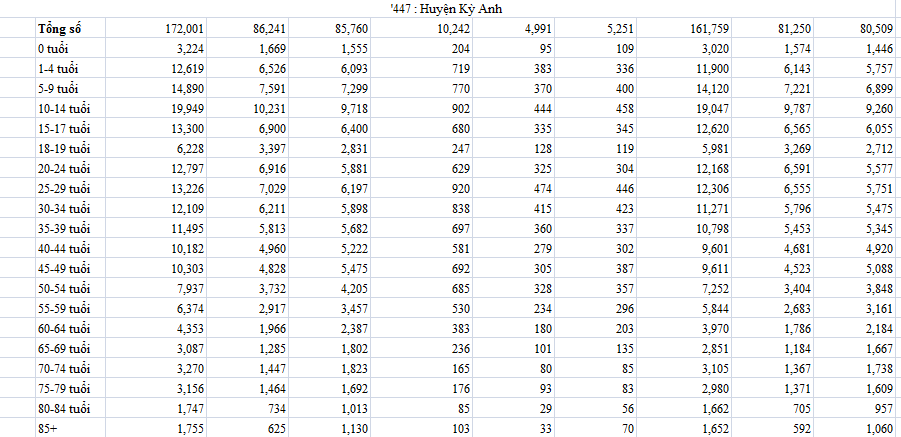 '447 : Huyện Kỳ Anh
Tổng số 172,001 86,241 85,760 10,242 4,991 5,251 161,759 81,250 80,509
0 tuổi 3,224 1,669 1,555 204 95 109 3,020 1,574 1,446
1-4 tuổi 12,619 6,526 6,093 719 383 336 11,900 6,143 5,757
5-9 tuổi 14,890 7,591 7,299 770 370 400 14,120 7,221 6,899
10-14 tuổi 19,949 10,231 9,718 902 444 458 19,047 9,787 9,260
15-17 tuổi 13,300 6,900 6,400 680 335 345 12,620 6,565 6,055
18-19 tuổi 6,228 3,397 2,831 247 128 119 5,981 3,269 2,712
20-24 tuổi 12,797 6,916 5,881 629 325 304 12,168 6,591 5,577
25-29 tuổi 13,226 7,029 6,197 920 474 446 12,306 6,555 5,751
30-34 tuổi 12,109 6,211 5,898 838 415 423 11,271 5,796 5,475
35-39 tuổi 11,495 5,813 5,682 697 360 337 10,798 5,453 5,345
40-44 tuổi 10,182 4,960 5,222 581 279 302 9,601 4,681 4,920
45-49 tuổi 10,303 4,828 5,475 692 305 387 9,611 4,523 5,088
50-54 tuổi 7,937 3,732 4,205 685 328 357 7,252 3,404 3,848
55-59 tuổi 6,374 2,917 3,457 530 234 296 5,844 2,683 3,161
60-64 tuổi 4,353 1,966 2,387 383 180 203 3,970 1,786 2,184
65-69 tuổi 3,087 1,285 1,802 236 101 135 2,851 1,184 1,667
70-74 tuổi 3,270 1,447 1,823 165 80 85 3,105 1,367 1,738
75-79 tuổi 3,156 1,464 1,692 176 93 83 2,980 1,371 1,609
80-84 tuổi 1,747 734 1,013 85 29 56 1,662 705 957
85+ 1,755 625 1,130 103 33 70 1,652 592 1,060